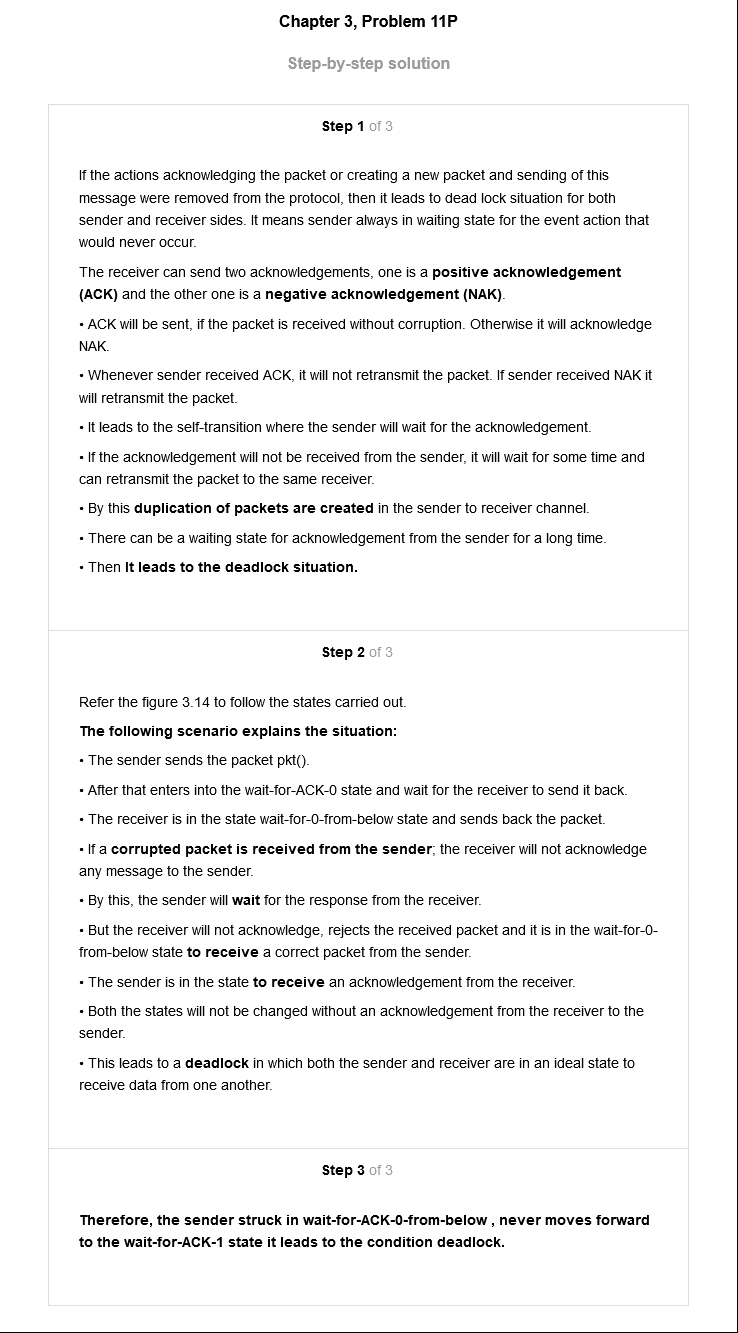 Chapter 3, Problem 11P
Step-by-step solution
Step 1 of 3
If the actions acknowledging the packet or creating a new packet and sending of this
message were removed from the protocol, then it leads to dead lock situation for both
sender and receiver sides. It means sender always in waiting state for the event action that
would never occur.
The receiver can send two acknowledgements, one is a positive acknowledgement
(ACK) and the other one is a negative acknowledgement (NAK).
• ACK will be sent, if the packet is received without corruption. Otherwise it will acknowledge
NAK.
• Whenever sender received ACK, it will not retransmit the packet. If sender received NAK it
will retransmit the packet.
• It leads to the self-transition where the sender will wait for the acknowledgement.
• If the acknowledgement will not be received from the sender, it will wait for some time and
can retransmit the packet to the same receiver.
• By this duplication of packets are created in the sender to receiver channel.
• There can be a waiting state for acknowledgement from the sender for a long time.
• Then It leads to the deadlock situation.
Step 2 of 3
Refer the figure 3.14 to follow the states carried out.
The following scenario explains the situation:
• The sender sends the packet pkt().
• After that enters into the wait-for-ACK-0 state and wait for the receiver to send it back.
• The receiver is in the state wait-for-0-from-below state and sends back the packet.
• If a corrupted packet is received from the sender; the receiver will not acknowledge
any message to the sender.
• By this, the sender will wait for the response from the receiver.
• But the receiver will not acknowledge, rejects the received packet and it is in the wait-for-0-
from-below state to receive a correct packet from the sender.
• The sender is in the state to receive an acknowledgement from the receiver.
• Both the states will not be changed without an acknowledgement from the receiver to the
sender.
• This leads to a deadlock in which both the sender and receiver are in an ideal state to
receive data from one another.
Step 3 of 3
Therefore, the sender struck in wait-for-ACK-0-from-below , never moves forward
to the wait-for-ACK-1 state it leads to the condition deadlock.